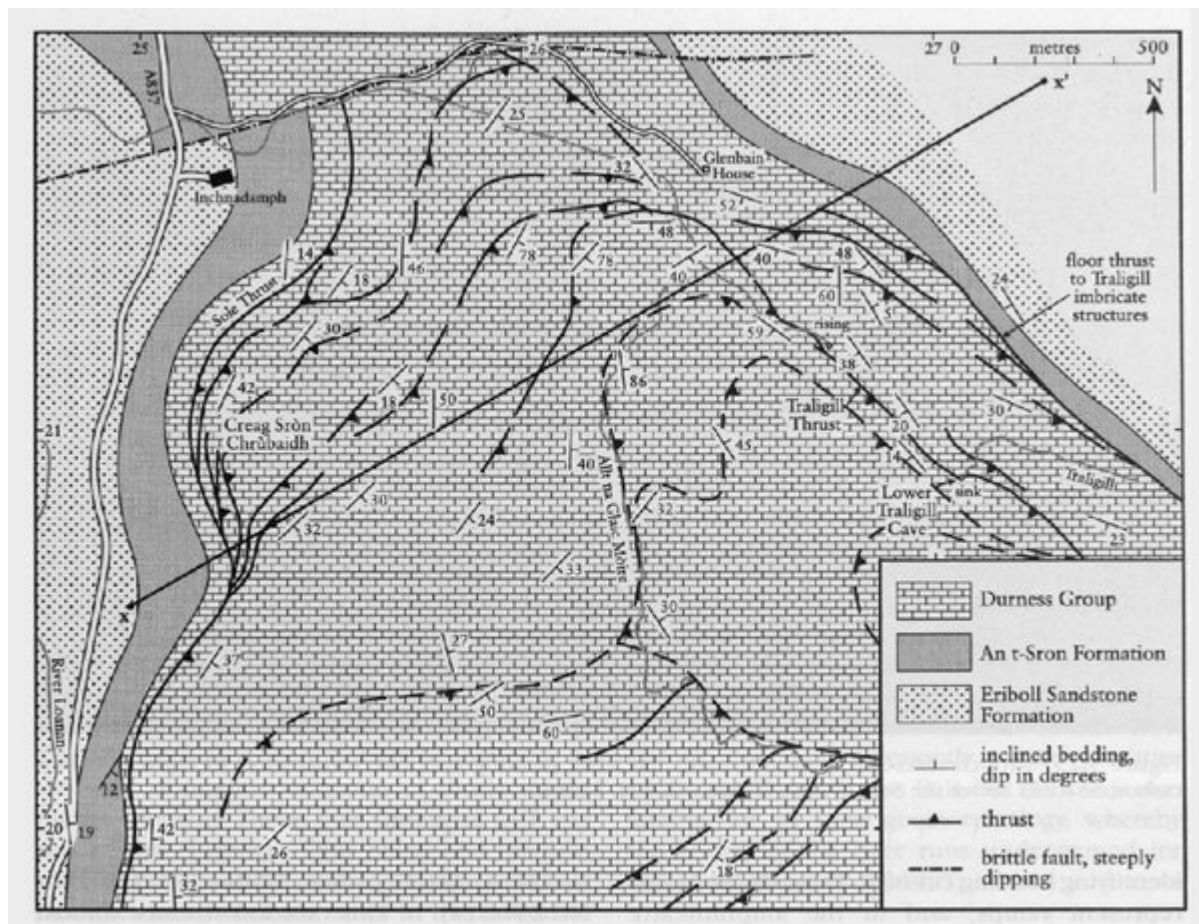 25
A837
26
27
0 metres 500
N
x'
25
Glenbain
House
32
52
Inchnadamph
14
48
78
78
46
18
40
40
48
24
floor thrust
to Traligill
imbricate
structures
Sole Thrust
30
60
5
59
rising
38
86
42
18
50
Creag Sròn
Chrùbaidh
21
Traligill
Thrust
20
30
45
40
Allt na Claic Mòire
Lower
Traligill
Cave
sink
Traligill
30
32
24
32
23
33
x
30
27
37
River Loanan
50
60
12
20
19
42
26
32
18
Durness Group
An t-Sron Formation
Eriboll Sandstone
Formation
inclined bedding,
dip in degrees
thrust
brittle fault, steeply
dipping